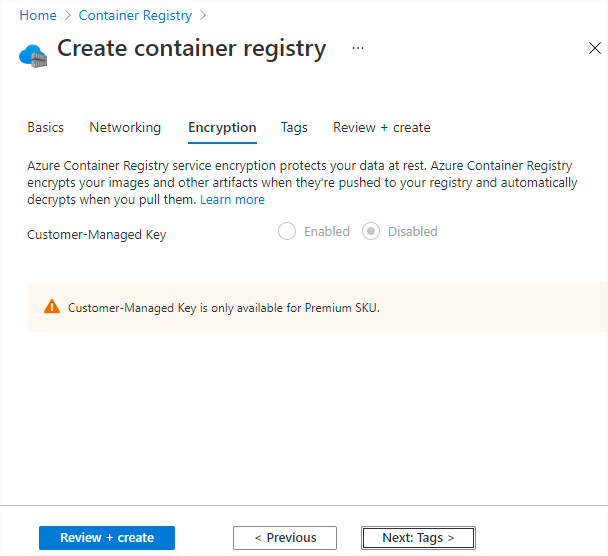 Home > Container Registry >
Create container registry ...
Basics Networking Encryption Tags Review + create
Azure Container Registry service encryption protects your data at rest. Azure Container Registry
encrypts your images and other artifacts when they're pushed to your registry and automatically
decrypts when you pull them. Learn more
Customer-Managed Key Enabled Disabled
Customer-Managed Key is only available for Premium SKU.
Review + create < Previous Next: Tags >